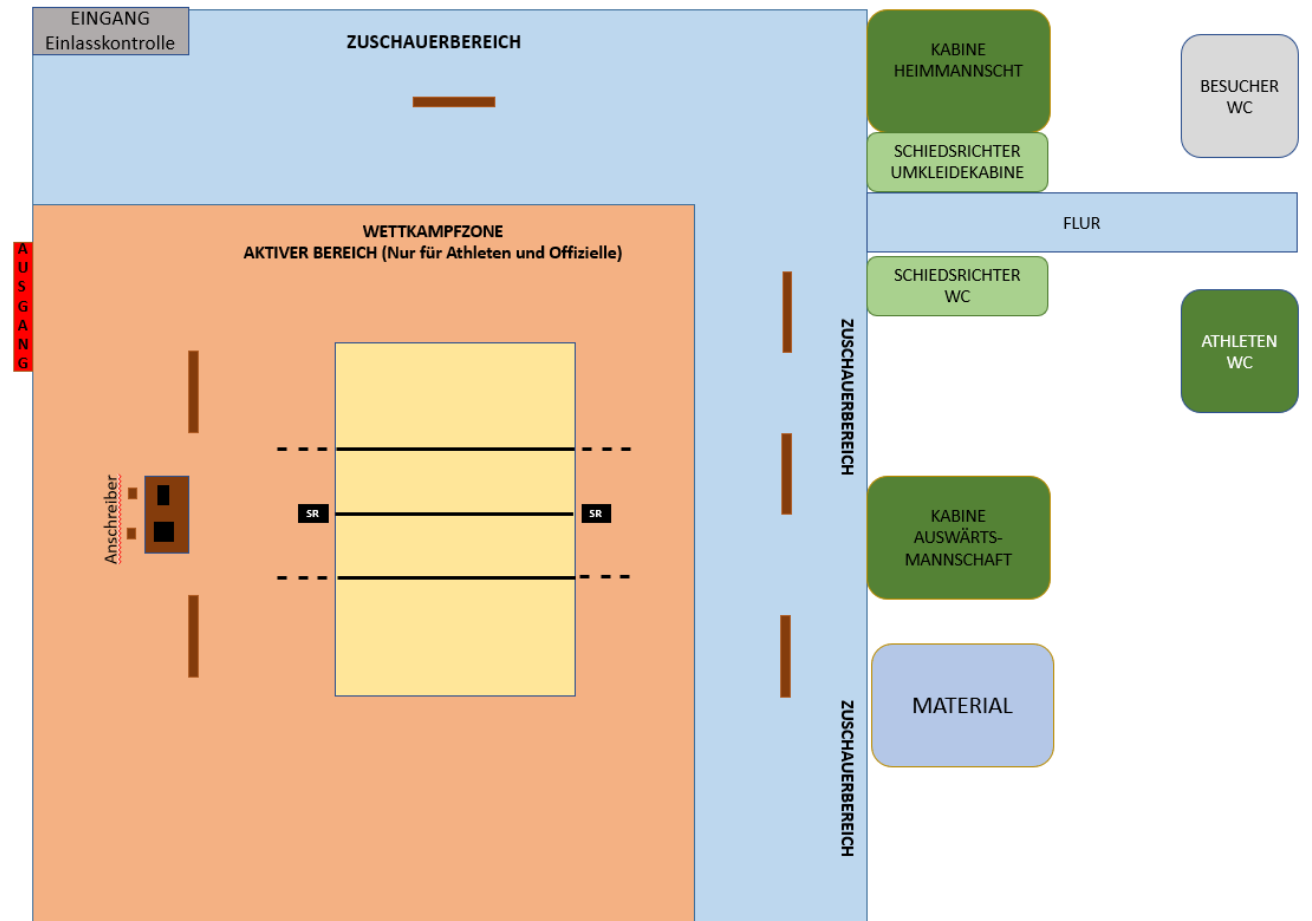 EINGANG
Einlasskontrolle
ZUSCHAUERBEREICH
KABINE
HEIMMANNSCHT
BESUCHER
WC
SCHIEDSRICHTER
UMKLEIDEKABINE
FLUR
WETTKAMPFZONE
AKTIVER BEREICH (Nur für Athleten und Offizielle)
AUSGANG
SCHIEDSRICHTER
WC
ATHLETEN
WC
ZUSCHAUERBEREICH
Anschreiber
SR
SR
KABINE
AUSWÄRTS-
MANNSCHAFT
MATERIAL
ZUSCHAUERBEREICH